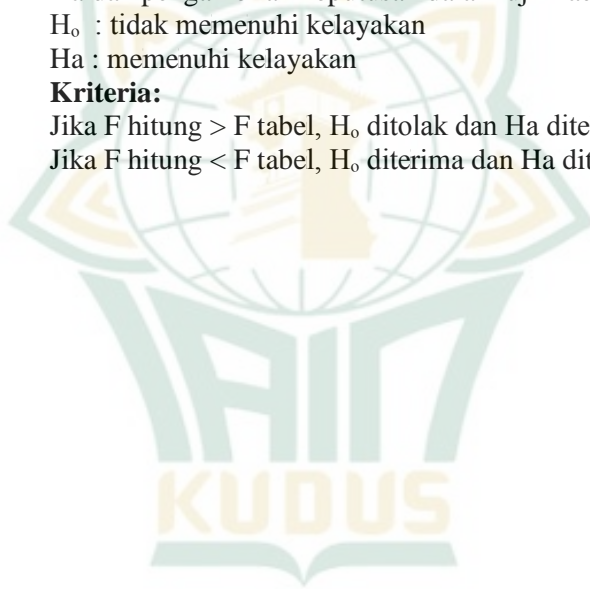 Hₒ : tidak memenuhi kelayakan
Ha : memenuhi kelayakan
Kriteria:
Jika F hitung > F tabel, Hₒ ditolak dan Ha dite
Jika F hitung < F tabel, Hₒ diterima dan Ha dit
IAIN
KUDUS